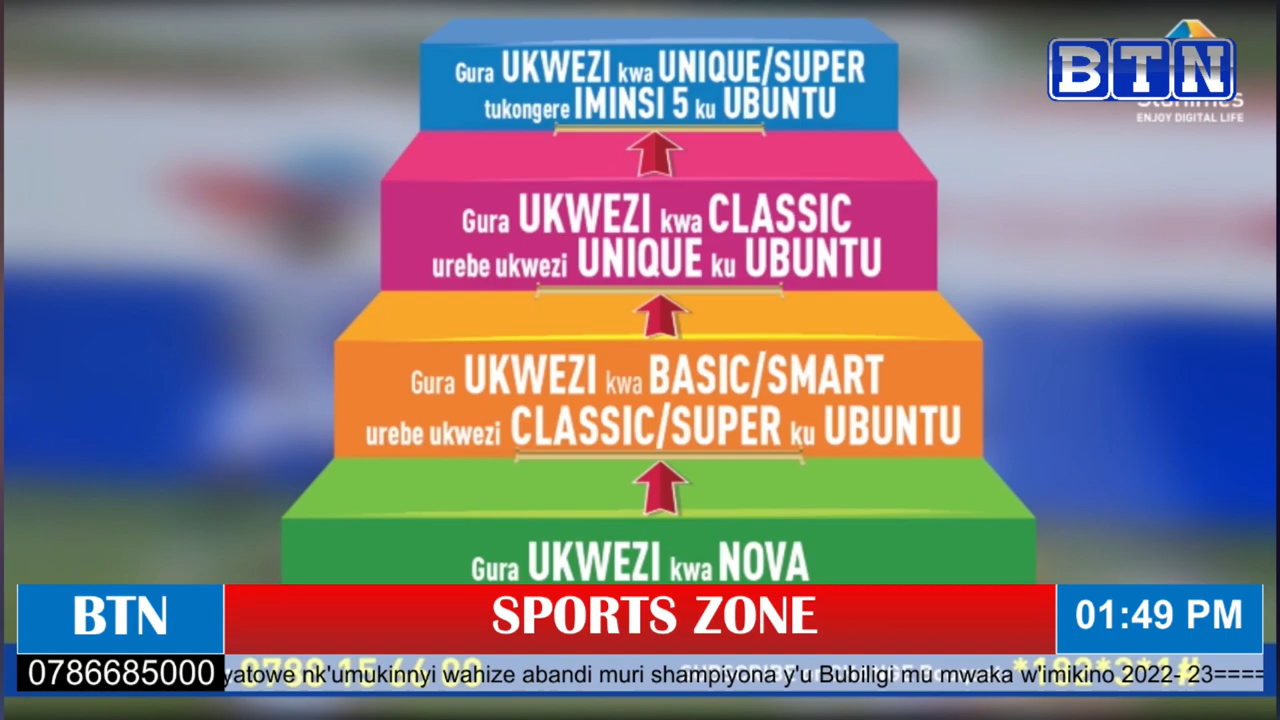 Gura UKWEZI kwa UNIQUE/SUPER
tukongere IMINSI 5 ku UBUNTU
BTN
StarTimes
ENJOY DIGITAL LIFE
Gura UKWEZI kwa CLASSIC
urebe ukwezi UNIQUE ku UBUNTU
Gura UKWEZI kwa BASIC/SMART
urebe ukwezi CLASSIC/SUPER ku UBUNTU
Gura UKWEZI kwa NOVA
BTN
SPORTS ZONE
01:49 PM
0786685000
yatowe nk'umukinnyi wahize abandi muri shampiyona y'u Bubiligi mu mwaka w'imikino 2022- 23====